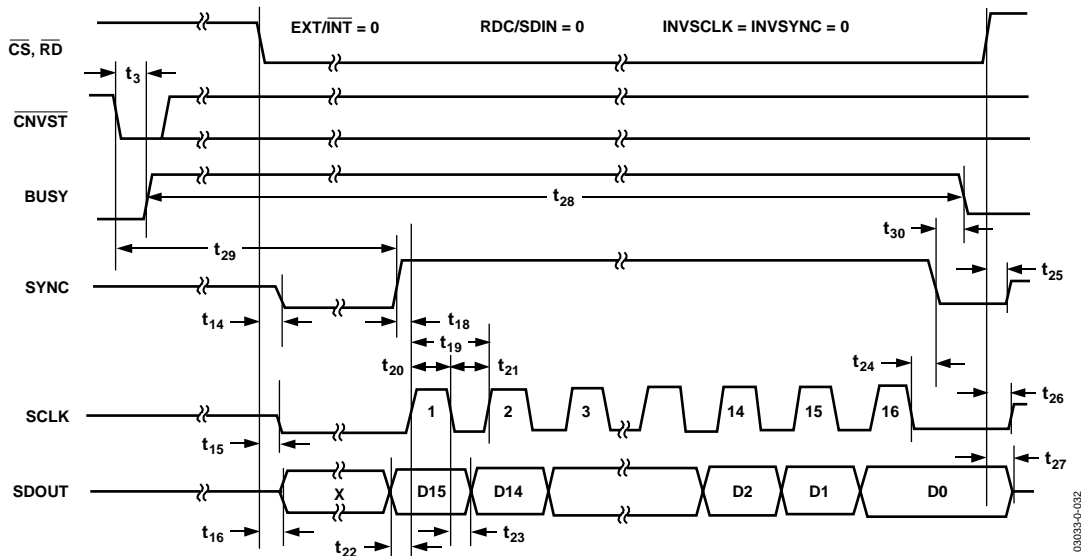 EXT/INT = 0 RDC/SDIN = 0 INVSCLK = INVSYNC = 0
CS, RD
t3
CNVST
BUSY
t28
t30
t29
t25
SYNC
t14
t18
t19
t20
t21
t24
t26
SCLK
1 2 3 14 15 16
t15
t27
SDOUT
X D15 D14 D2 D1 D0
t16
t22
t23
03033-0-032